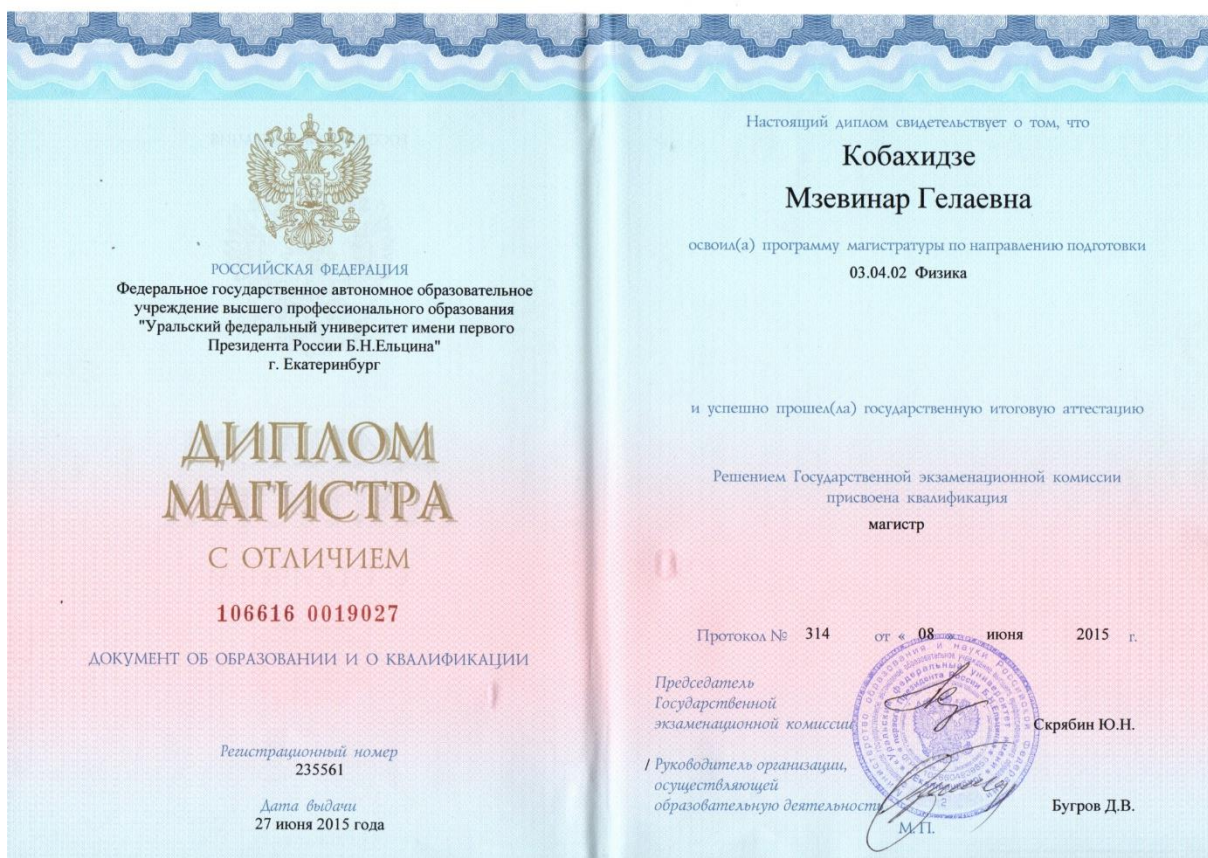 РОССИЙСКАЯ ФЕДЕРАЦИЯ
Федеральное государственное автономное образовательное
учреждение высшего профессионального образования
"Уральский федеральный университет имени первого
Президента России Б.Н.Ельцина"
г. Екатеринбург
ДИПЛОМ
МАГИСТРА
С ОТЛИЧИЕМ
106616 0019027
ДОКУМЕНТ ОБ ОБРАЗОВАНИИ И О КВАЛИФИКАЦИИ
Регистрационный номер
235561
Дата выдачи
27 июня 2015 года
Настоящий диплом свидетельствует о том, что
Кобахидзе
Мзевинар Гелаевна
освоил(а) программу магистратуры по направлению подготовки
03.04.02 Физика
и успешно прошел(ла) государственную итоговую аттестацию
Решением Государственной экзаменационной комиссии
присвоена квалификация
магистр
Протокол № 314 от « 08 » июня 2015 г.
Председатель
Государственной
экзаменационной комиссии
Скрябин Ю.Н.
/ Руководитель организации,
осуществляющей
образовательную деятельность
Бугров Д.В.
М.П.